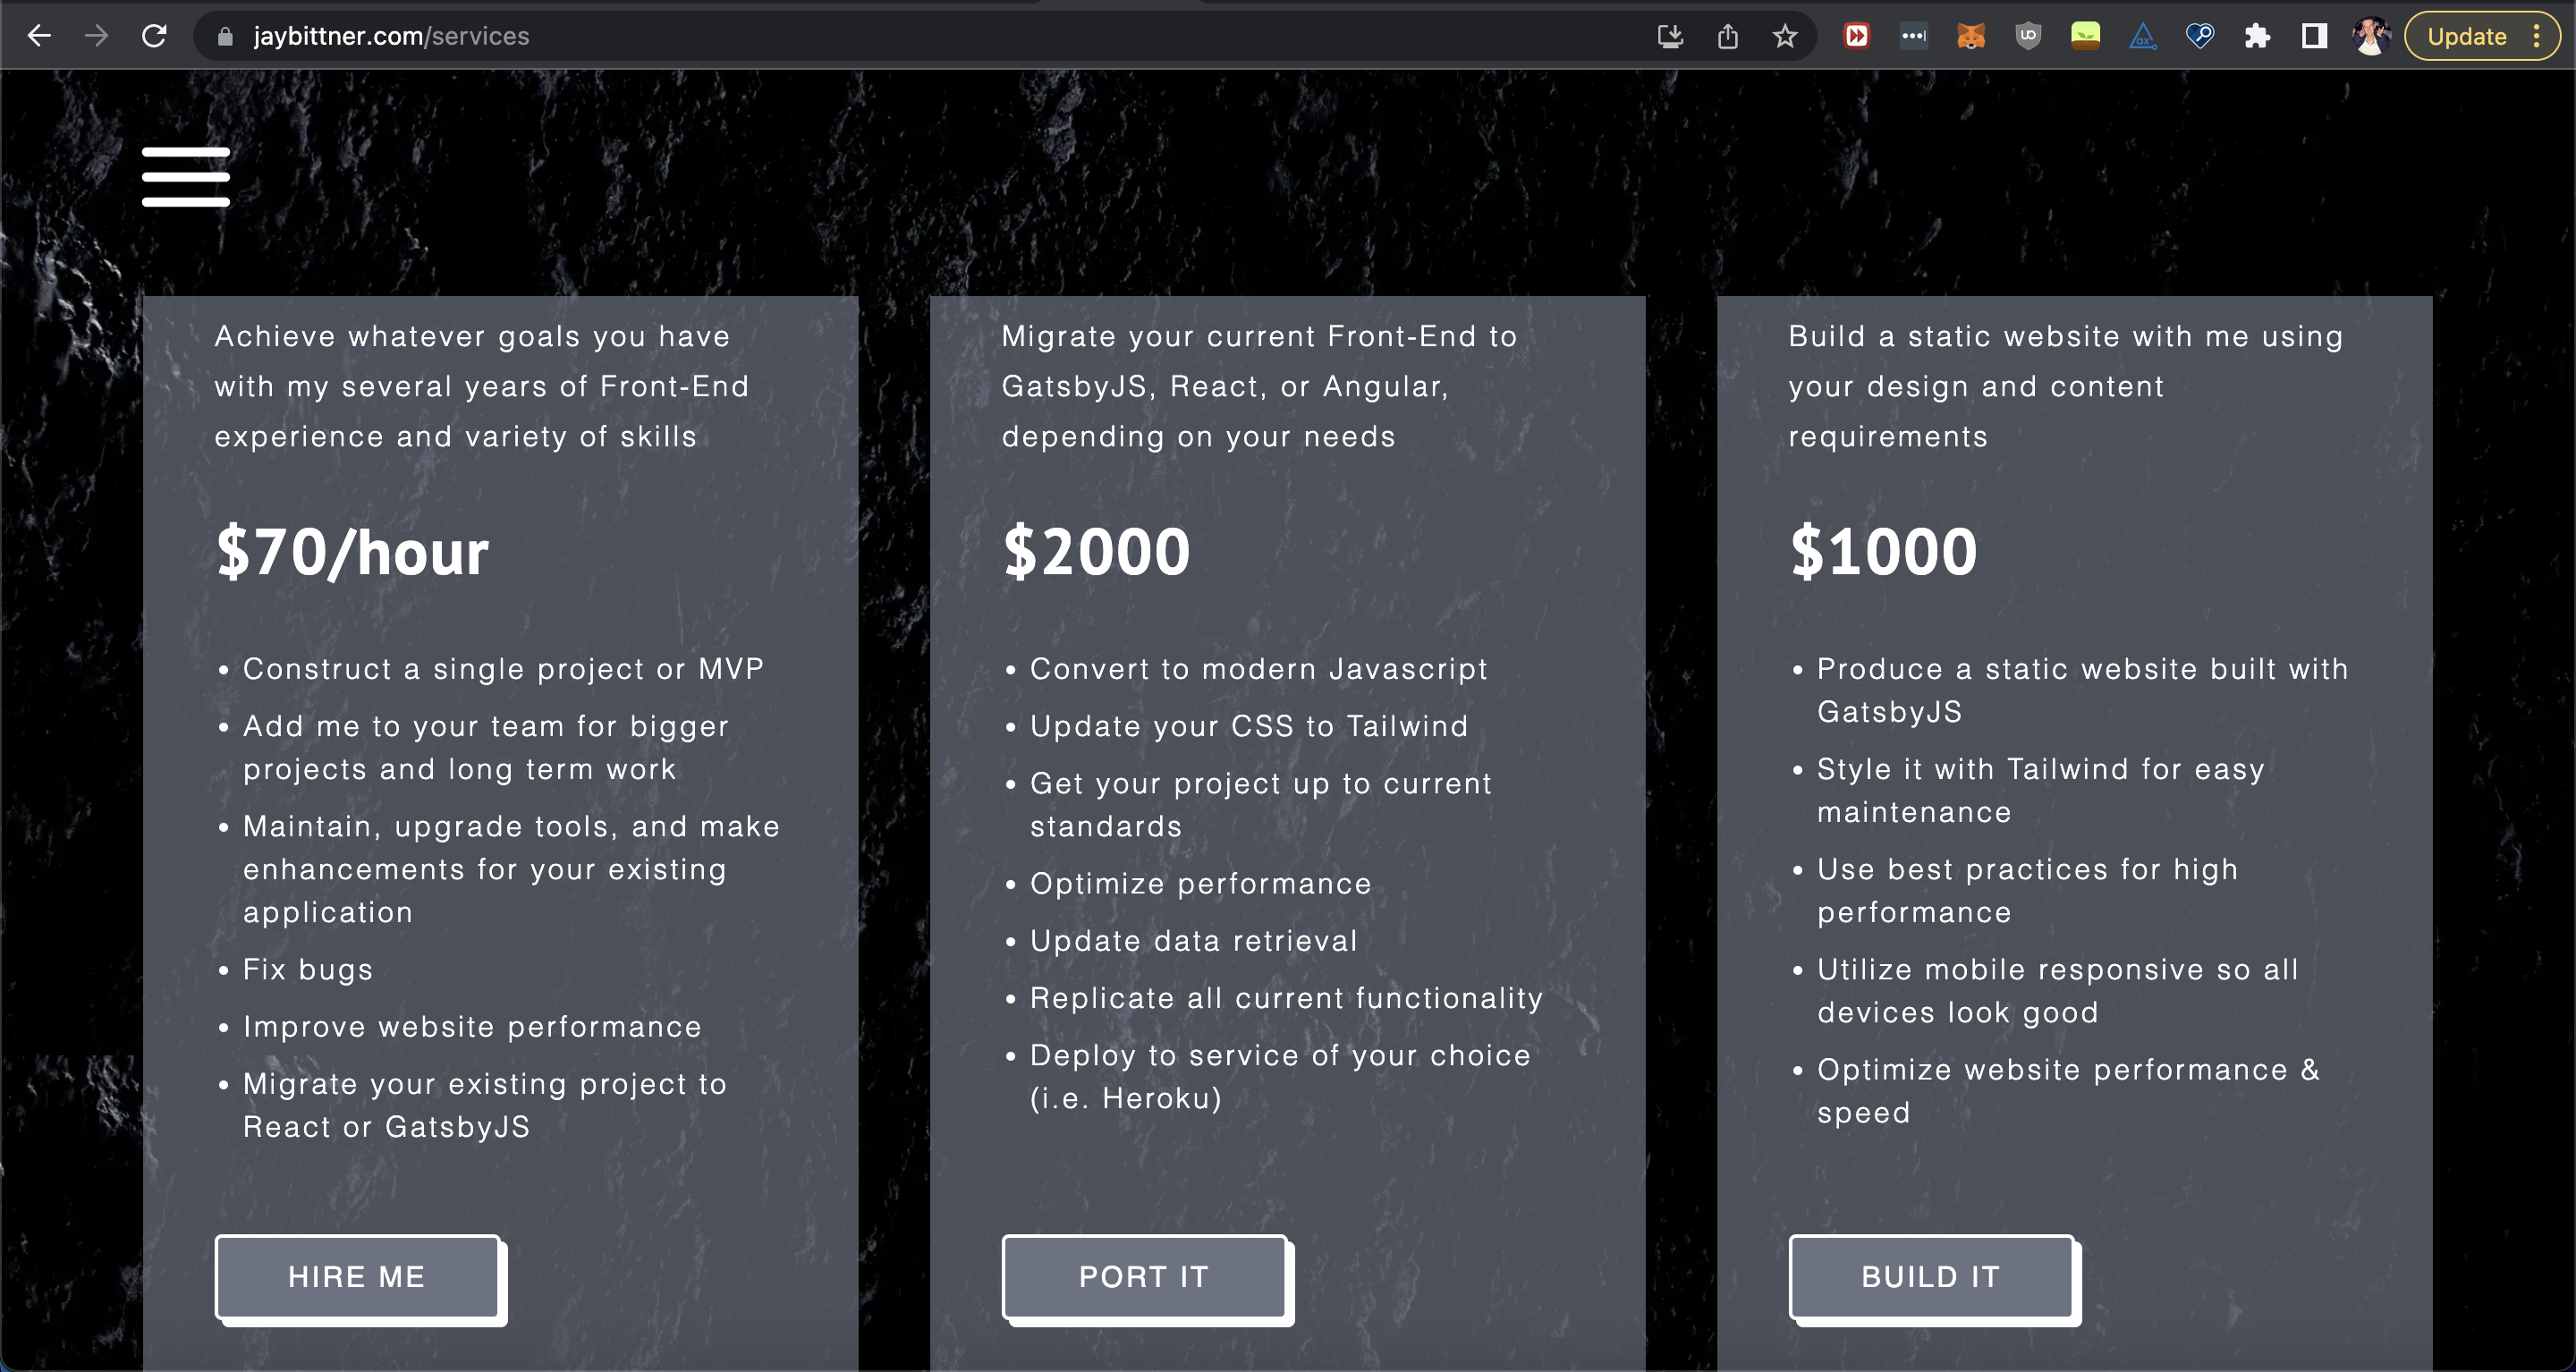 jaybittner.com/services
Update
Achieve whatever goals you have
with my several years of Front-End
experience and variety of skills
$70/hour
• Construct a single project or MVP
• Add me to your team for bigger
projects and long term work
• Maintain, upgrade tools, and make
enhancements for your existing
application
• Fix bugs
• Improve website performance
• Migrate your existing project to
React or GatsbyJS
HIRE ME
Migrate your current Front-End to
GatsbyJS, React, or Angular,
depending on your needs
$2000
• Convert to modern Javascript
• Update your CSS to Tailwind
• Get your project up to current
standards
• Optimize performance
• Update data retrieval
• Replicate all current functionality
• Deploy to service of your choice
(i.e. Heroku)
PORT IT
Build a static website with me using
your design and content
requirements
$1000
• Produce a static website built with
GatsbyJS
• Style it with Tailwind for easy
maintenance
• Use best practices for high
performance
• Utilize mobile responsive so all
devices look good
• Optimize website performance &
speed
BUILD IT